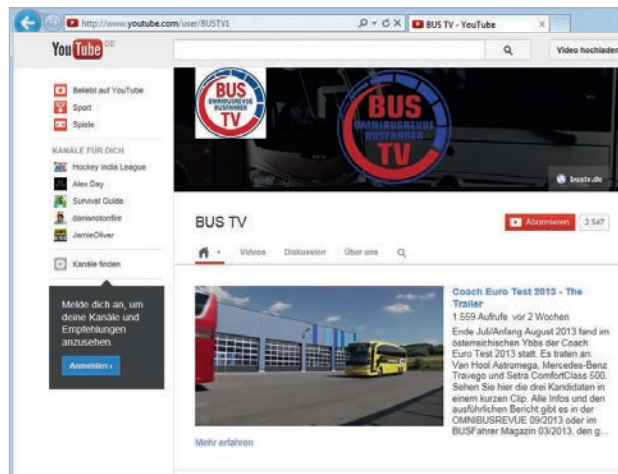 http://www.youtube.com/user/BUSTV1
BUS TV - YouTube
YouTube DE
Video hochladen
Beliebt auf YouTube
Sport
Spiele
KANÄLE FÜR DICH
Hockey India League
Alex Day
Survival Guide
danisnotonfire
JamieOliver
Kanäle finden
Melde dich an, um
deine Kanäle und
Empfehlungen
anzusehen.
Anmelden ›
BUS
OMNIBUSREVUE
BUSFAHRER
TV
BUS
OMNIBUSREVUE
BUSFAHRER
TV
bustv.de
BUS TV
Abonnieren 3.547
Videos Diskussion Über uns
Coach Euro Test 2013 - The
Trailer
1.559 Aufrufe vor 2 Wochen
Ende Juli/Anfang August 2013 fand im
österreichischen Ybbs der Coach
Euro Test 2013 statt. Es traten an:
Van Hool Astromega, Mercedes-Benz
Travego und Setra ComfortClass 500.
Sehen Sie hier die drei Kandidaten in
einem kurzen Clip. Alle Infos und den
ausführlichen Bericht gibt es in der
OMNIBUSREVUE 09/2013 oder im
BUSFahrer Magazin 03/2013, den g...
Mehr erfahren